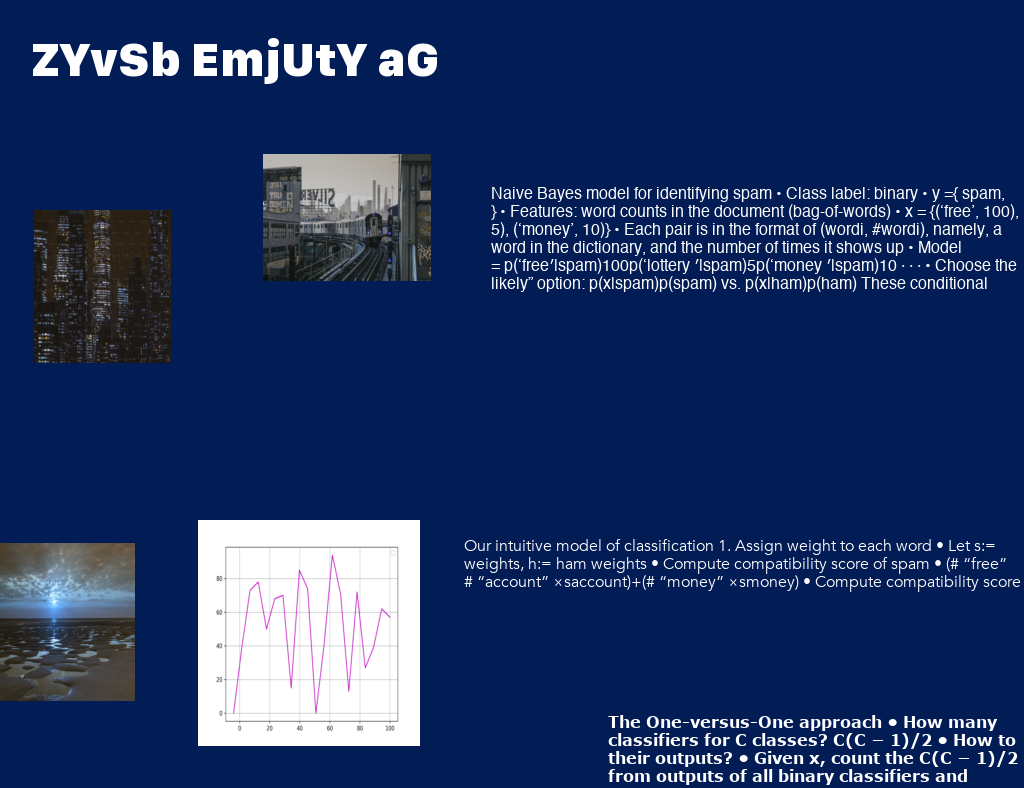 ZYvSb EmjUtY aG
Naive Bayes model for identifying spam • Class label: binary • y ={ spam,
} • Features: word counts in the document (bag-of-words) • x = {(‘free’, 100),
5), (‘money’, 10)} • Each pair is in the format of (wordi, #wordi), namely, a
word in the dictionary, and the number of times it shows up • Model
= p(‘free′|spam)100p(‘lottery ′|spam)5p(‘money ′|spam)10 · · · • Choose the
likely” option: p(x|spam)p(spam) vs. p(x|ham)p(ham) These conditional
Our intuitive model of classification 1. Assign weight to each word • Let s:=
weights, h:= ham weights • Compute compatibility score of spam • (# “free”
# “account” ×saccount)+(# “money” ×smoney) • Compute compatibility score
80
60
40
20
0
0 20 40 60 80 100
The One-versus-One approach • How many
classifiers for C classes? C(C − 1)/2 • How to
their outputs? • Given x, count the C(C − 1)/2
from outputs of all binary classifiers and